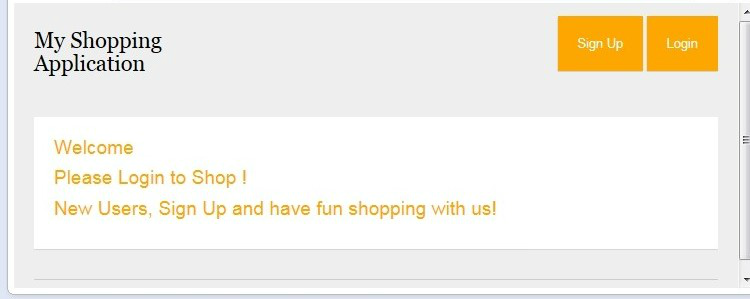 My Shopping
Application
Sign Up
Login
Welcome
Please Login to Shop !
New Users, Sign Up and have fun shopping with us!